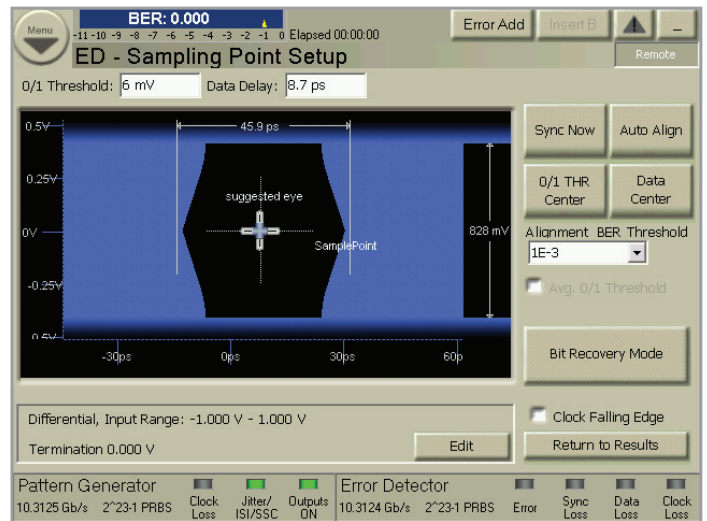 Menu
BER: 0.000
-11 -10 -9 -8 -7 -6 -5 -4 -3 -2 -1 0 Elapsed 00:00:00
Error Add
Insert B
ED - Sampling Point Setup
Remote
0/1 Threshold: 6 mV
Data Delay: 8.7 ps
0.5V
45.9 ps
0.25V
suggested eye
0V
828 mV
SamplePoint
-0.25V
0.5V
-30ps
0ps
30ps
60p
Sync Now
Auto Align
0/1 THR Center
Data Center
Alignment BER Threshold
1E-3
Avg. 0/1 Threshold
Bit Recovery Mode
Differential, Input Range: -1.000 V - 1.000 V
Termination 0.000 V
Edit
Clock Falling Edge
Return to Results
Pattern Generator
10.3125 Gb/s 2^23-1 PRBS
Clock Loss
Jitter/ ISI/SSC
Outputs ON
Error Detector
10.3124 Gb/s 2^23-1 PRBS
Error
Sync Loss
Data Loss
Clock Loss